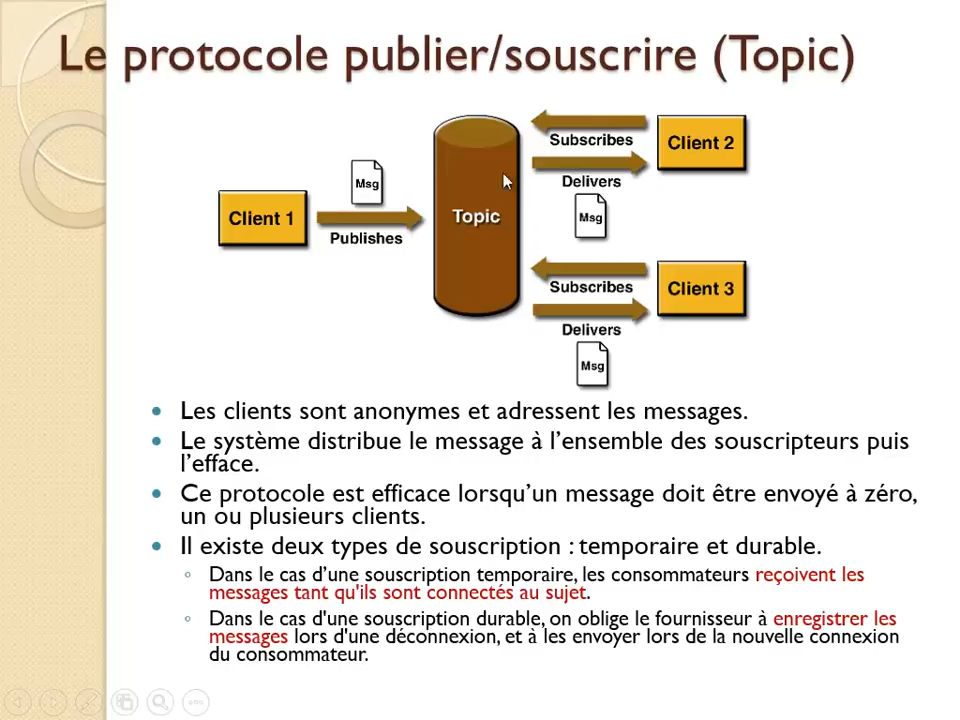 Le protocole publier/souscrire (Topic)
Subscribes
Client 2
Delivers
Msg
Msg
Client 1
Publishes
Topic
Subscribes
Client 3
Delivers
Msg
Les clients sont anonymes et adressent les messages.
Le système distribue le message à l’ensemble des souscripteurs puis
l’efface.
Ce protocole est efficace lorsqu’un message doit être envoyé à zéro,
un ou plusieurs clients.
Il existe deux types de souscription : temporaire et durable.
Dans le cas d’une souscription temporaire, les consommateurs reçoivent les
messages tant qu'ils sont connectés au sujet.
Dans le cas d'une souscription durable, on oblige le fournisseur à enregistrer les
messages lors d'une déconnexion, et à les envoyer lors de la nouvelle connexion
du consommateur.